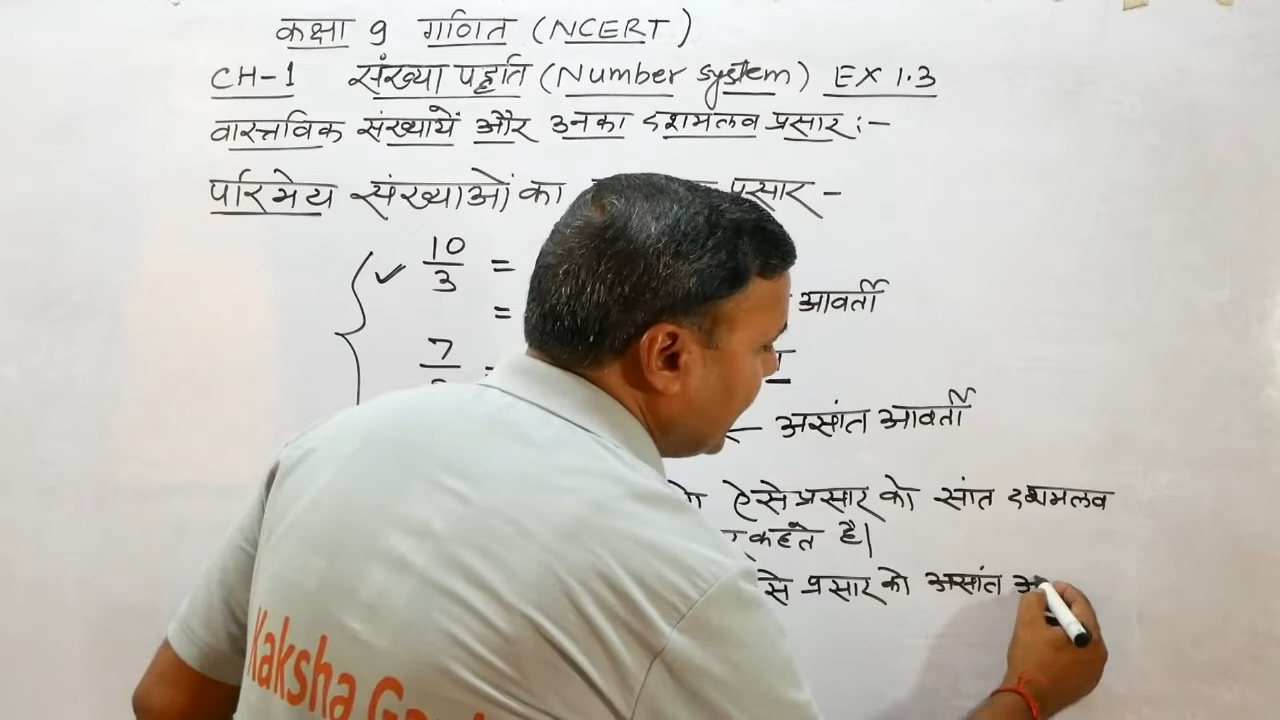 कक्षा 9 गणित (NCERT)
CH-1 संख्या पद्धति (Number system) EX 1.3
वास्तविक संख्यायें और उनका दशमलव प्रसार :-
परिमेय संख्याओं का प्रसार -
✓ 10/3 =
= आवर्ती
7
- असांत आवर्ती
ऐसे प्रसार को सांत दशमलव
कहते है।
से प्रसार को असांत
Kaksha